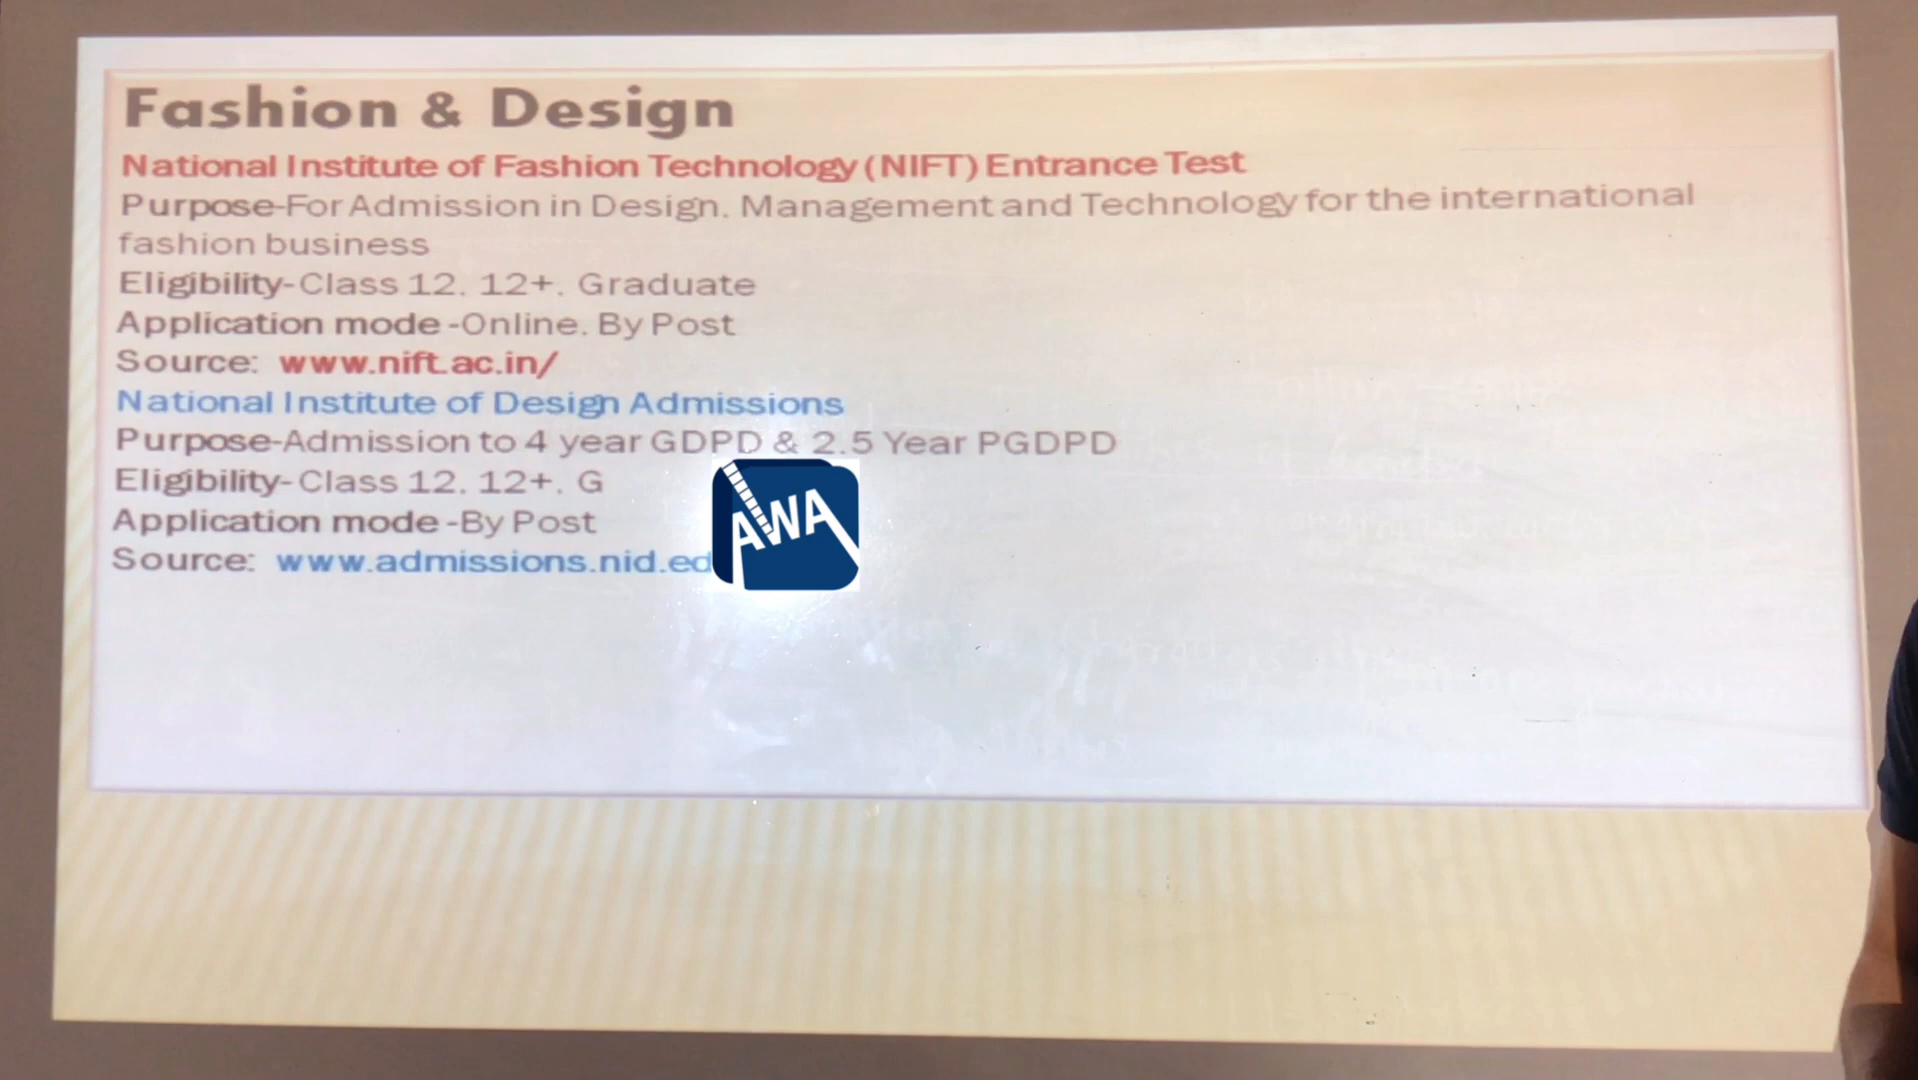 Fashion & Design
National Institute of Fashion Technology (NIFT) Entrance Test
Purpose-For Admission in Design. Management and Technology for the international
fashion business
Eligibility-Class 12. 12+. Graduate
Application mode -Online. By Post
Source: www.nift.ac.in/
National Institute of Design Admissions
Purpose-Admission to 4 year GDPD & 2.5 Year PGDPD
Eligibility-Class 12. 12+. G
Application mode -By Post
Source: www.admissions.nid.ed
AWA